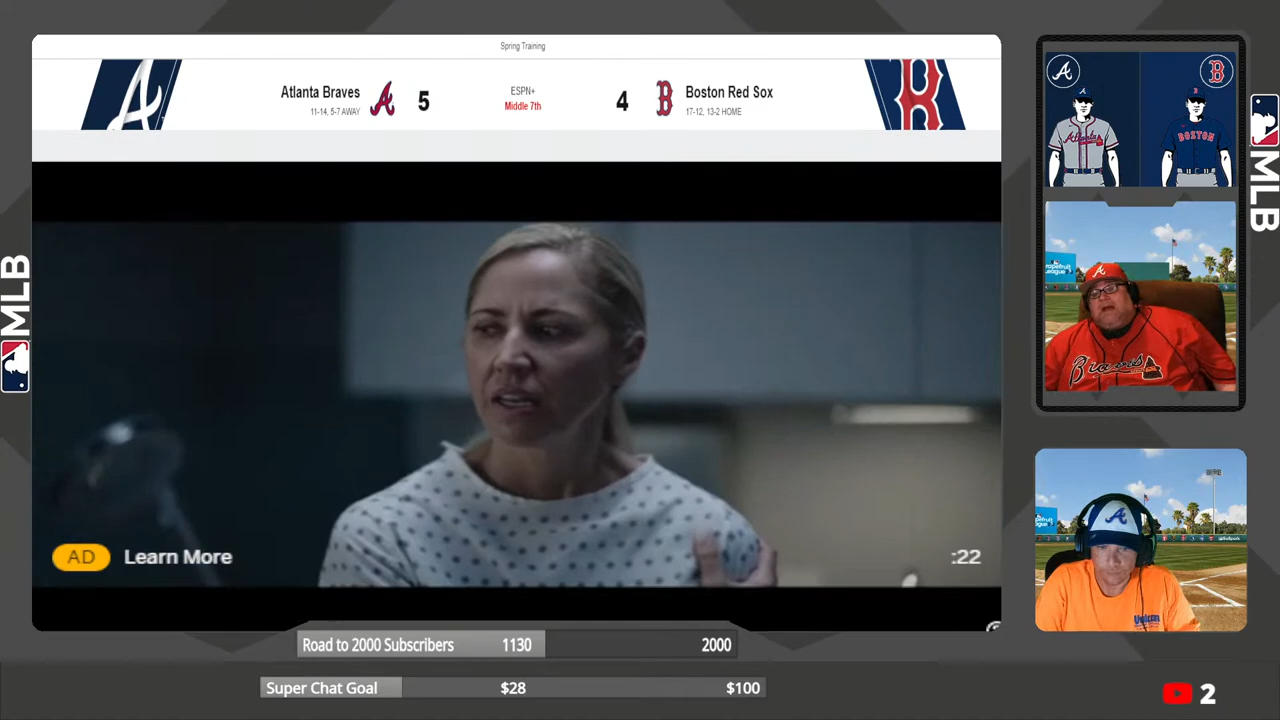 Spring Training
Atlanta Braves
11-14, 5-7 AWAY
5
ESPN+
Middle 7th
4
Boston Red Sox
17-12, 13-2 HOME
MLB
MLB
Atlanta
BOSTON
Braves
AD Learn More
:22
Road to 2000 Subscribers 1130 2000
Super Chat Goal $28 $100
2